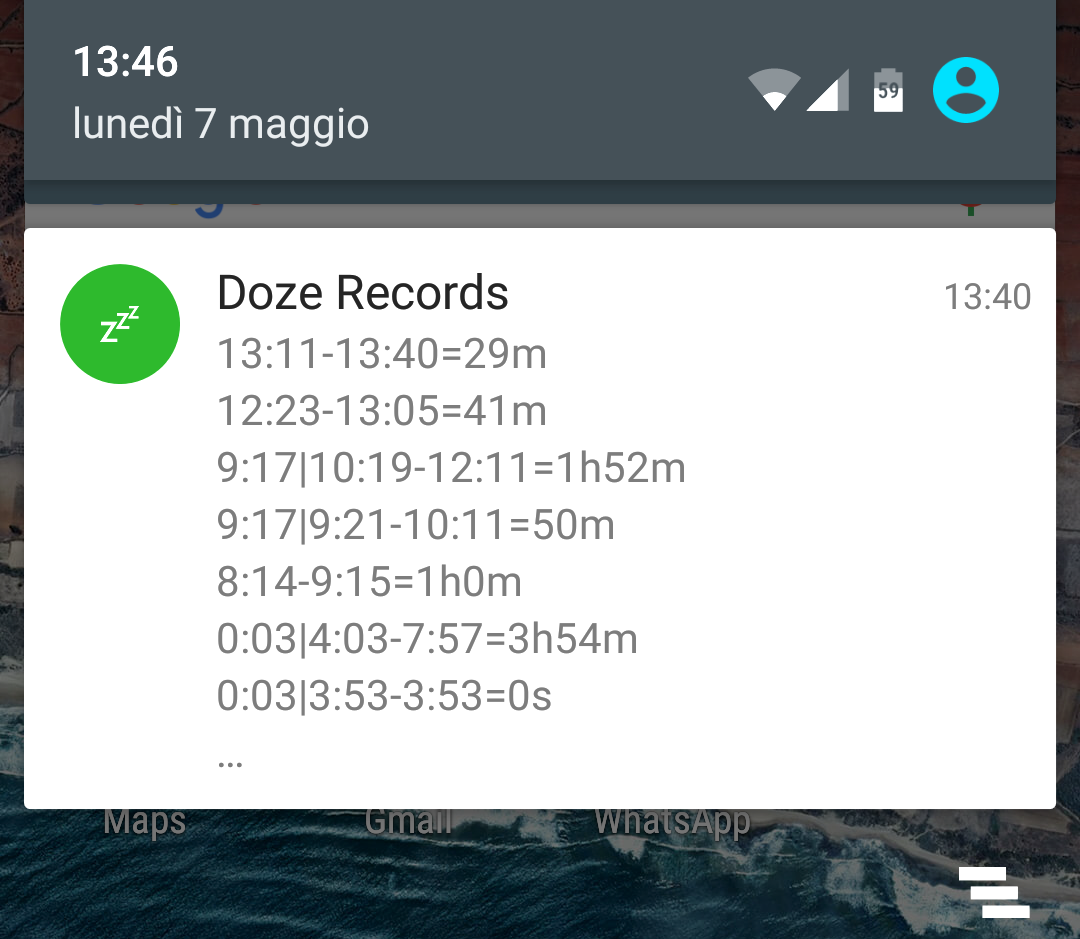 13:46
59
lunedì 7 maggio
Doze Records
13:40
zzz
13:11-13:40=29m
12:23-13:05=41m
9:17|10:19-12:11=1h52m
9:17|9:21-10:11=50m
8:14-9:15=1h0m
0:03|4:03-7:57=3h54m
0:03|3:53-3:53=0s
...
Maps
Gmail
WhatsApp